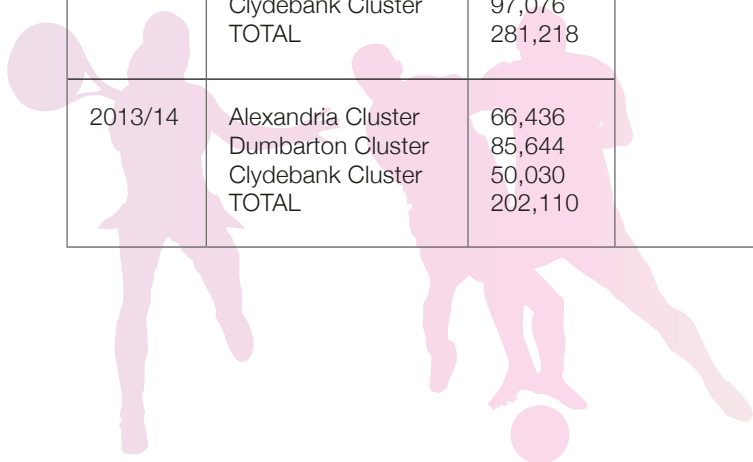 Clydebank Cluster 97,076
TOTAL 281,218
2013/14 Alexandria Cluster 66,436
Dumbarton Cluster 85,644
Clydebank Cluster 50,030
TOTAL 202,110